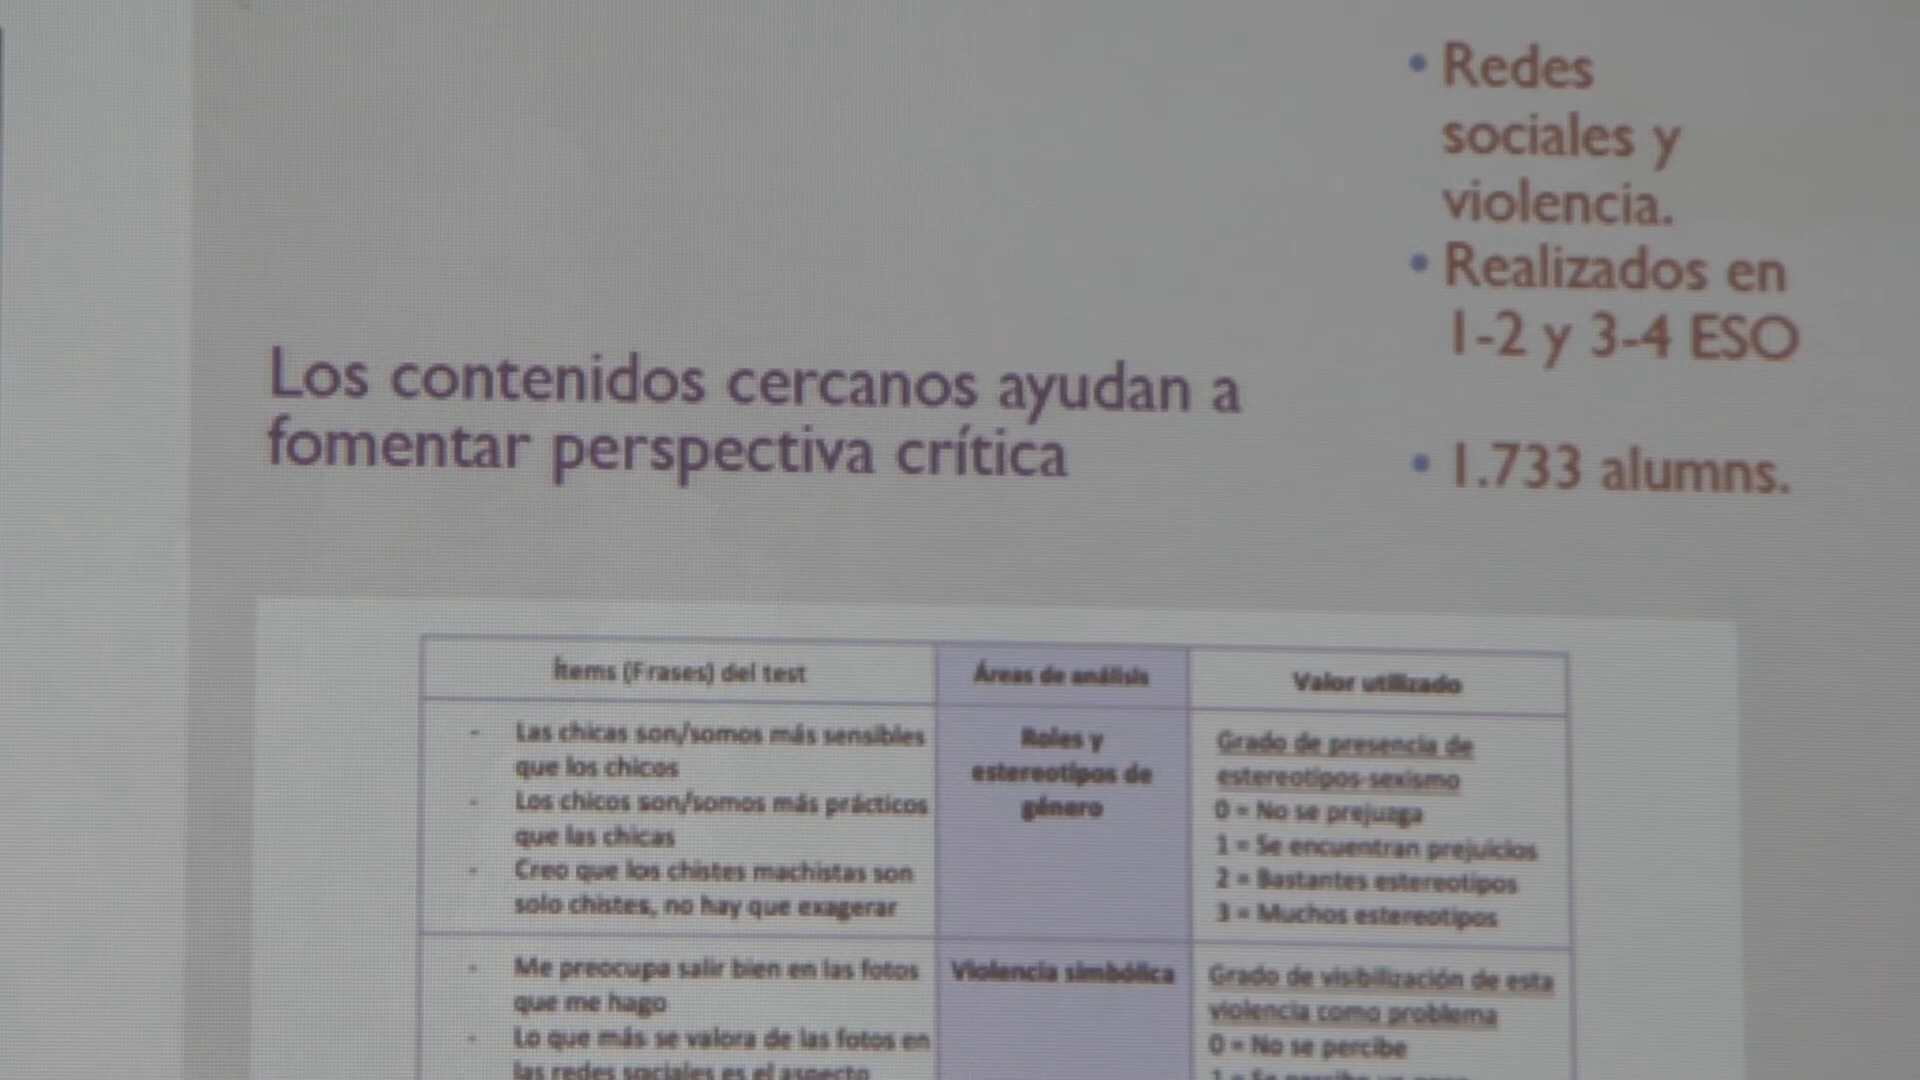 Redes
sociales y
violencia.
Realizados en
1-2 y 3-4 ESO
1.733 alumns.
Los contenidos cercanos ayudan a
fomentar perspectiva crítica
Ítems (Frases) del test
Áreas de análisis
Valor utilizado
- Las chicas son/somos más sensibles
que los chicos
- Los chicos son/somos más prácticos
que las chicas
- Creo que los chistes machistas son
solo chistes, no hay que exagerar
Roles y
estereotipos de
género
Grado de presencia de
estereotipos-sexismo
0 = No se prejuzga
1 = Se encuentran prejuicios
2 = Bastantes estereotipos
3 = Muchos estereotipos
- Me preocupa salir bien en las fotos
que me hago
- Lo que más se valora de las fotos en
las redes sociales es el aspecto
Violencia simbólica
Grado de visibilización de esta
violencia como problema
0 = No se percibe